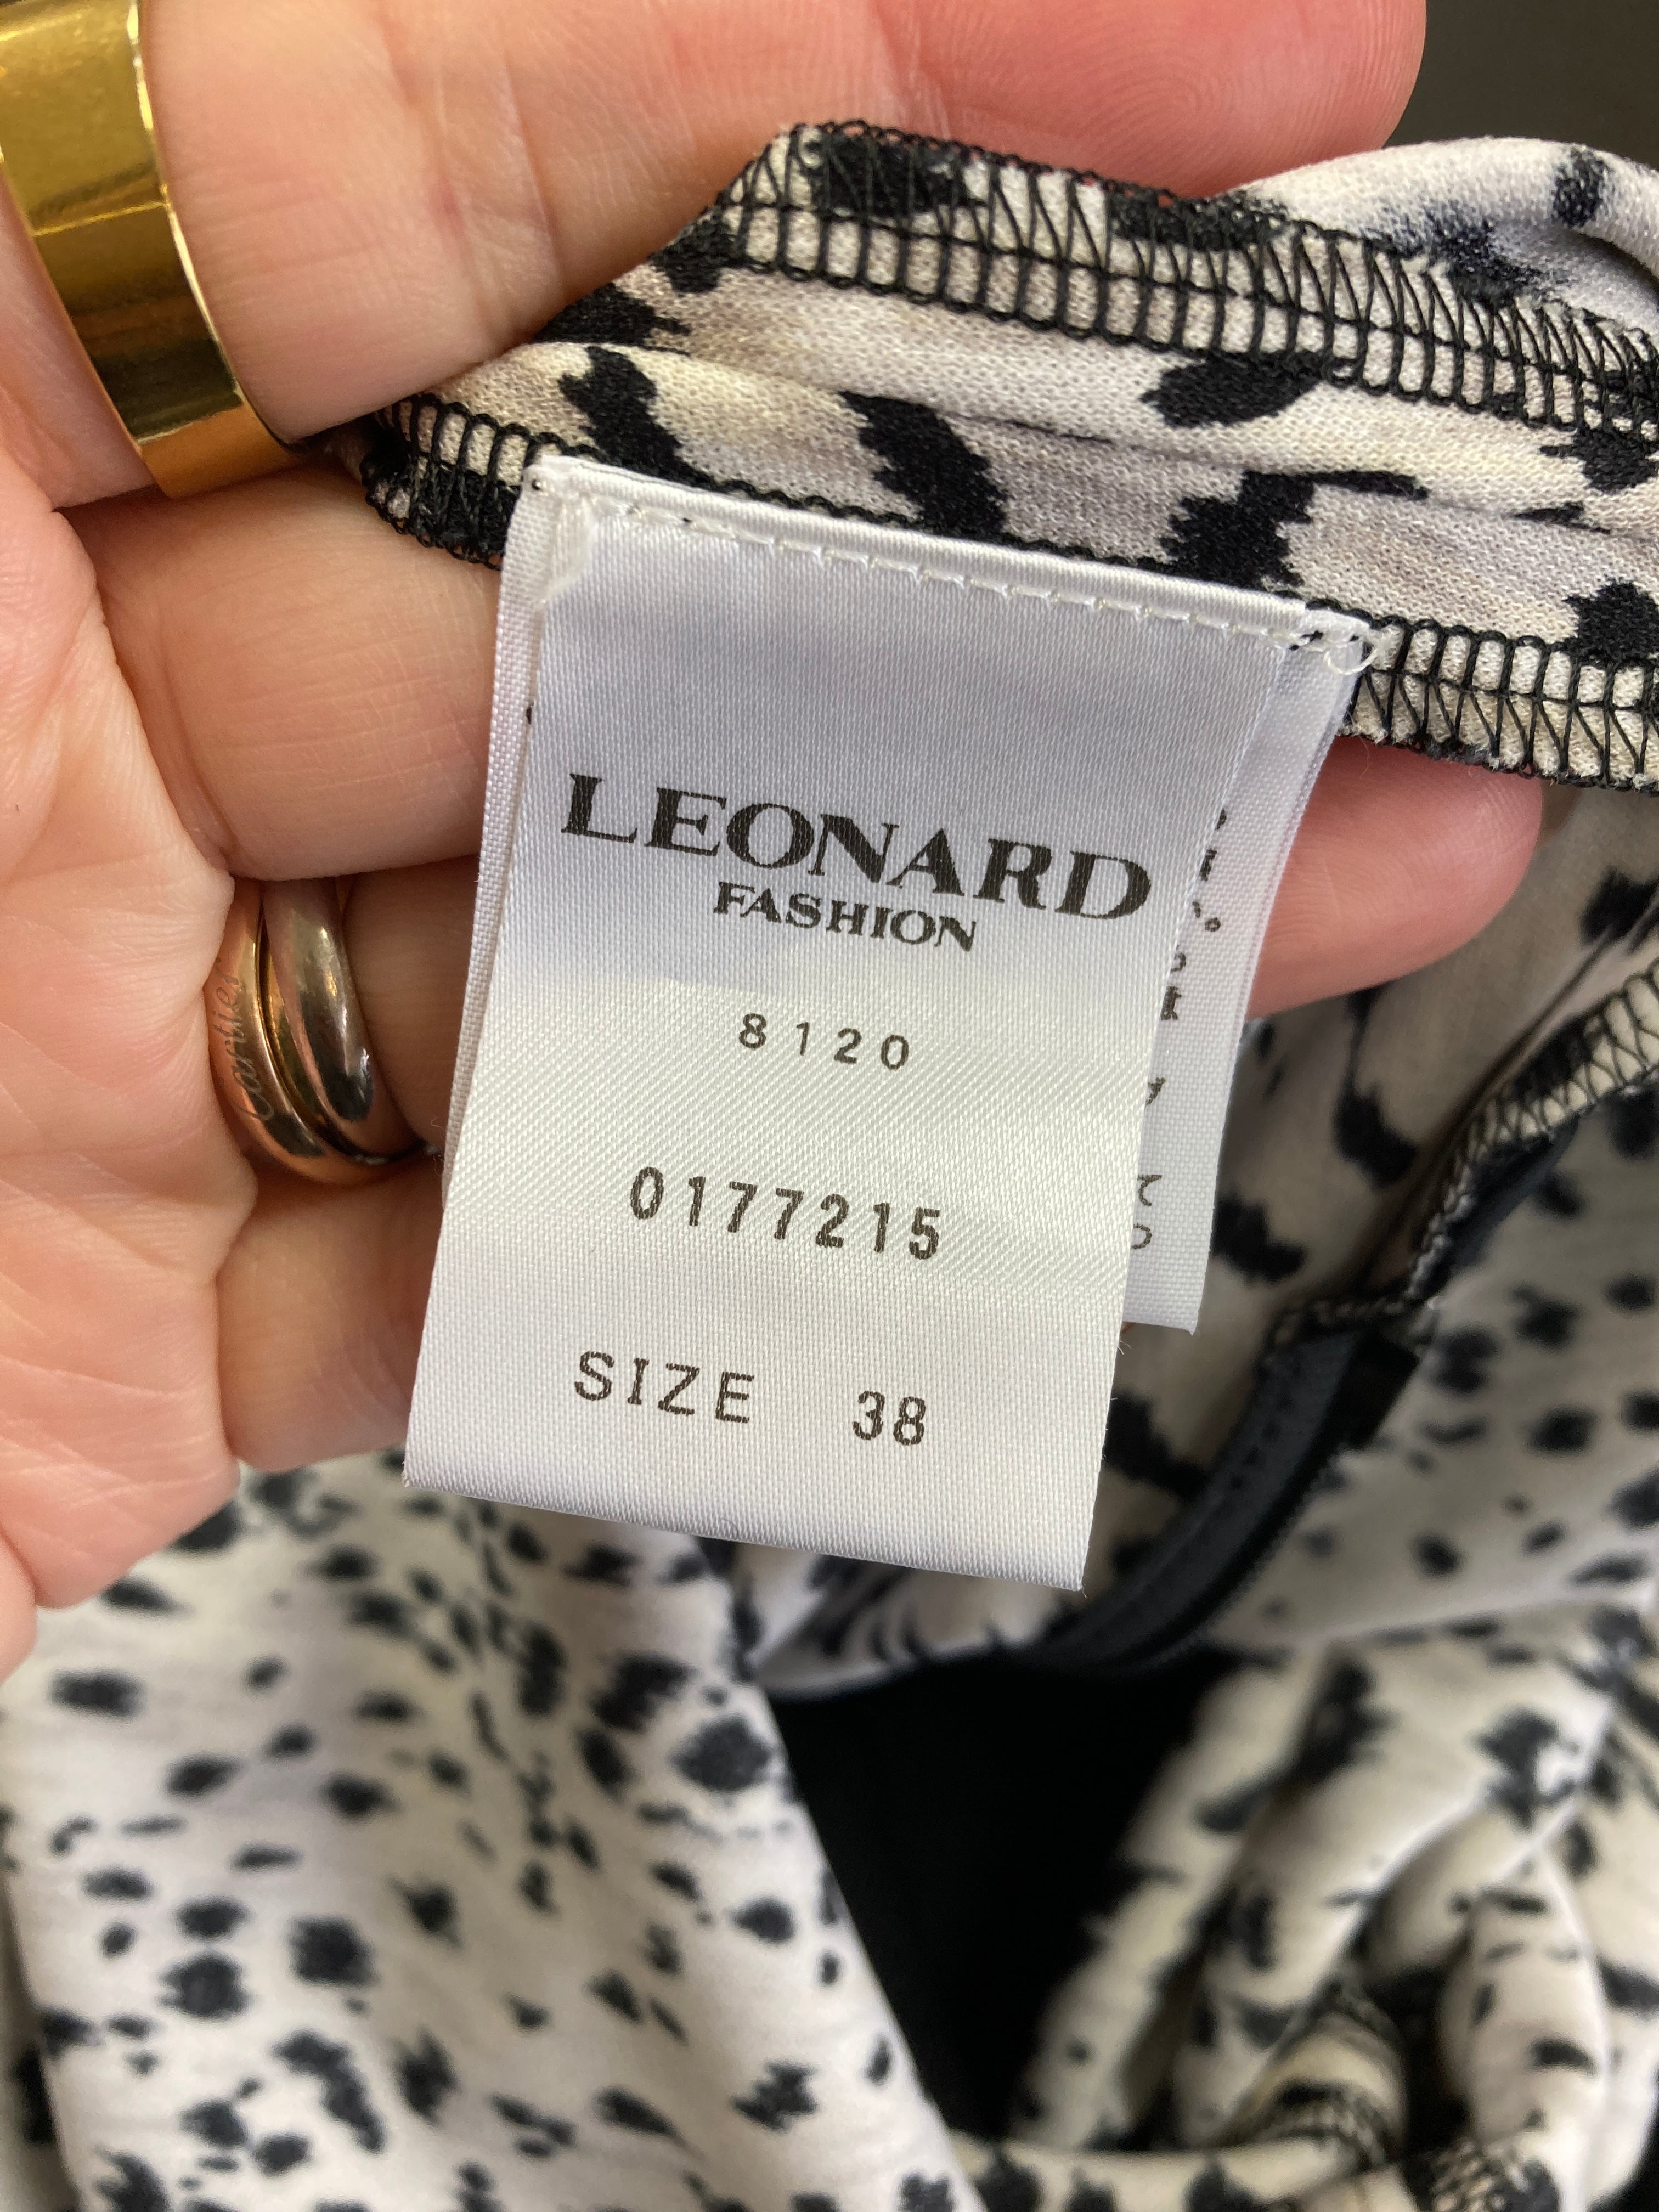 LEONARD
FASHION
8120
0177215
SIZE 38
Cartier